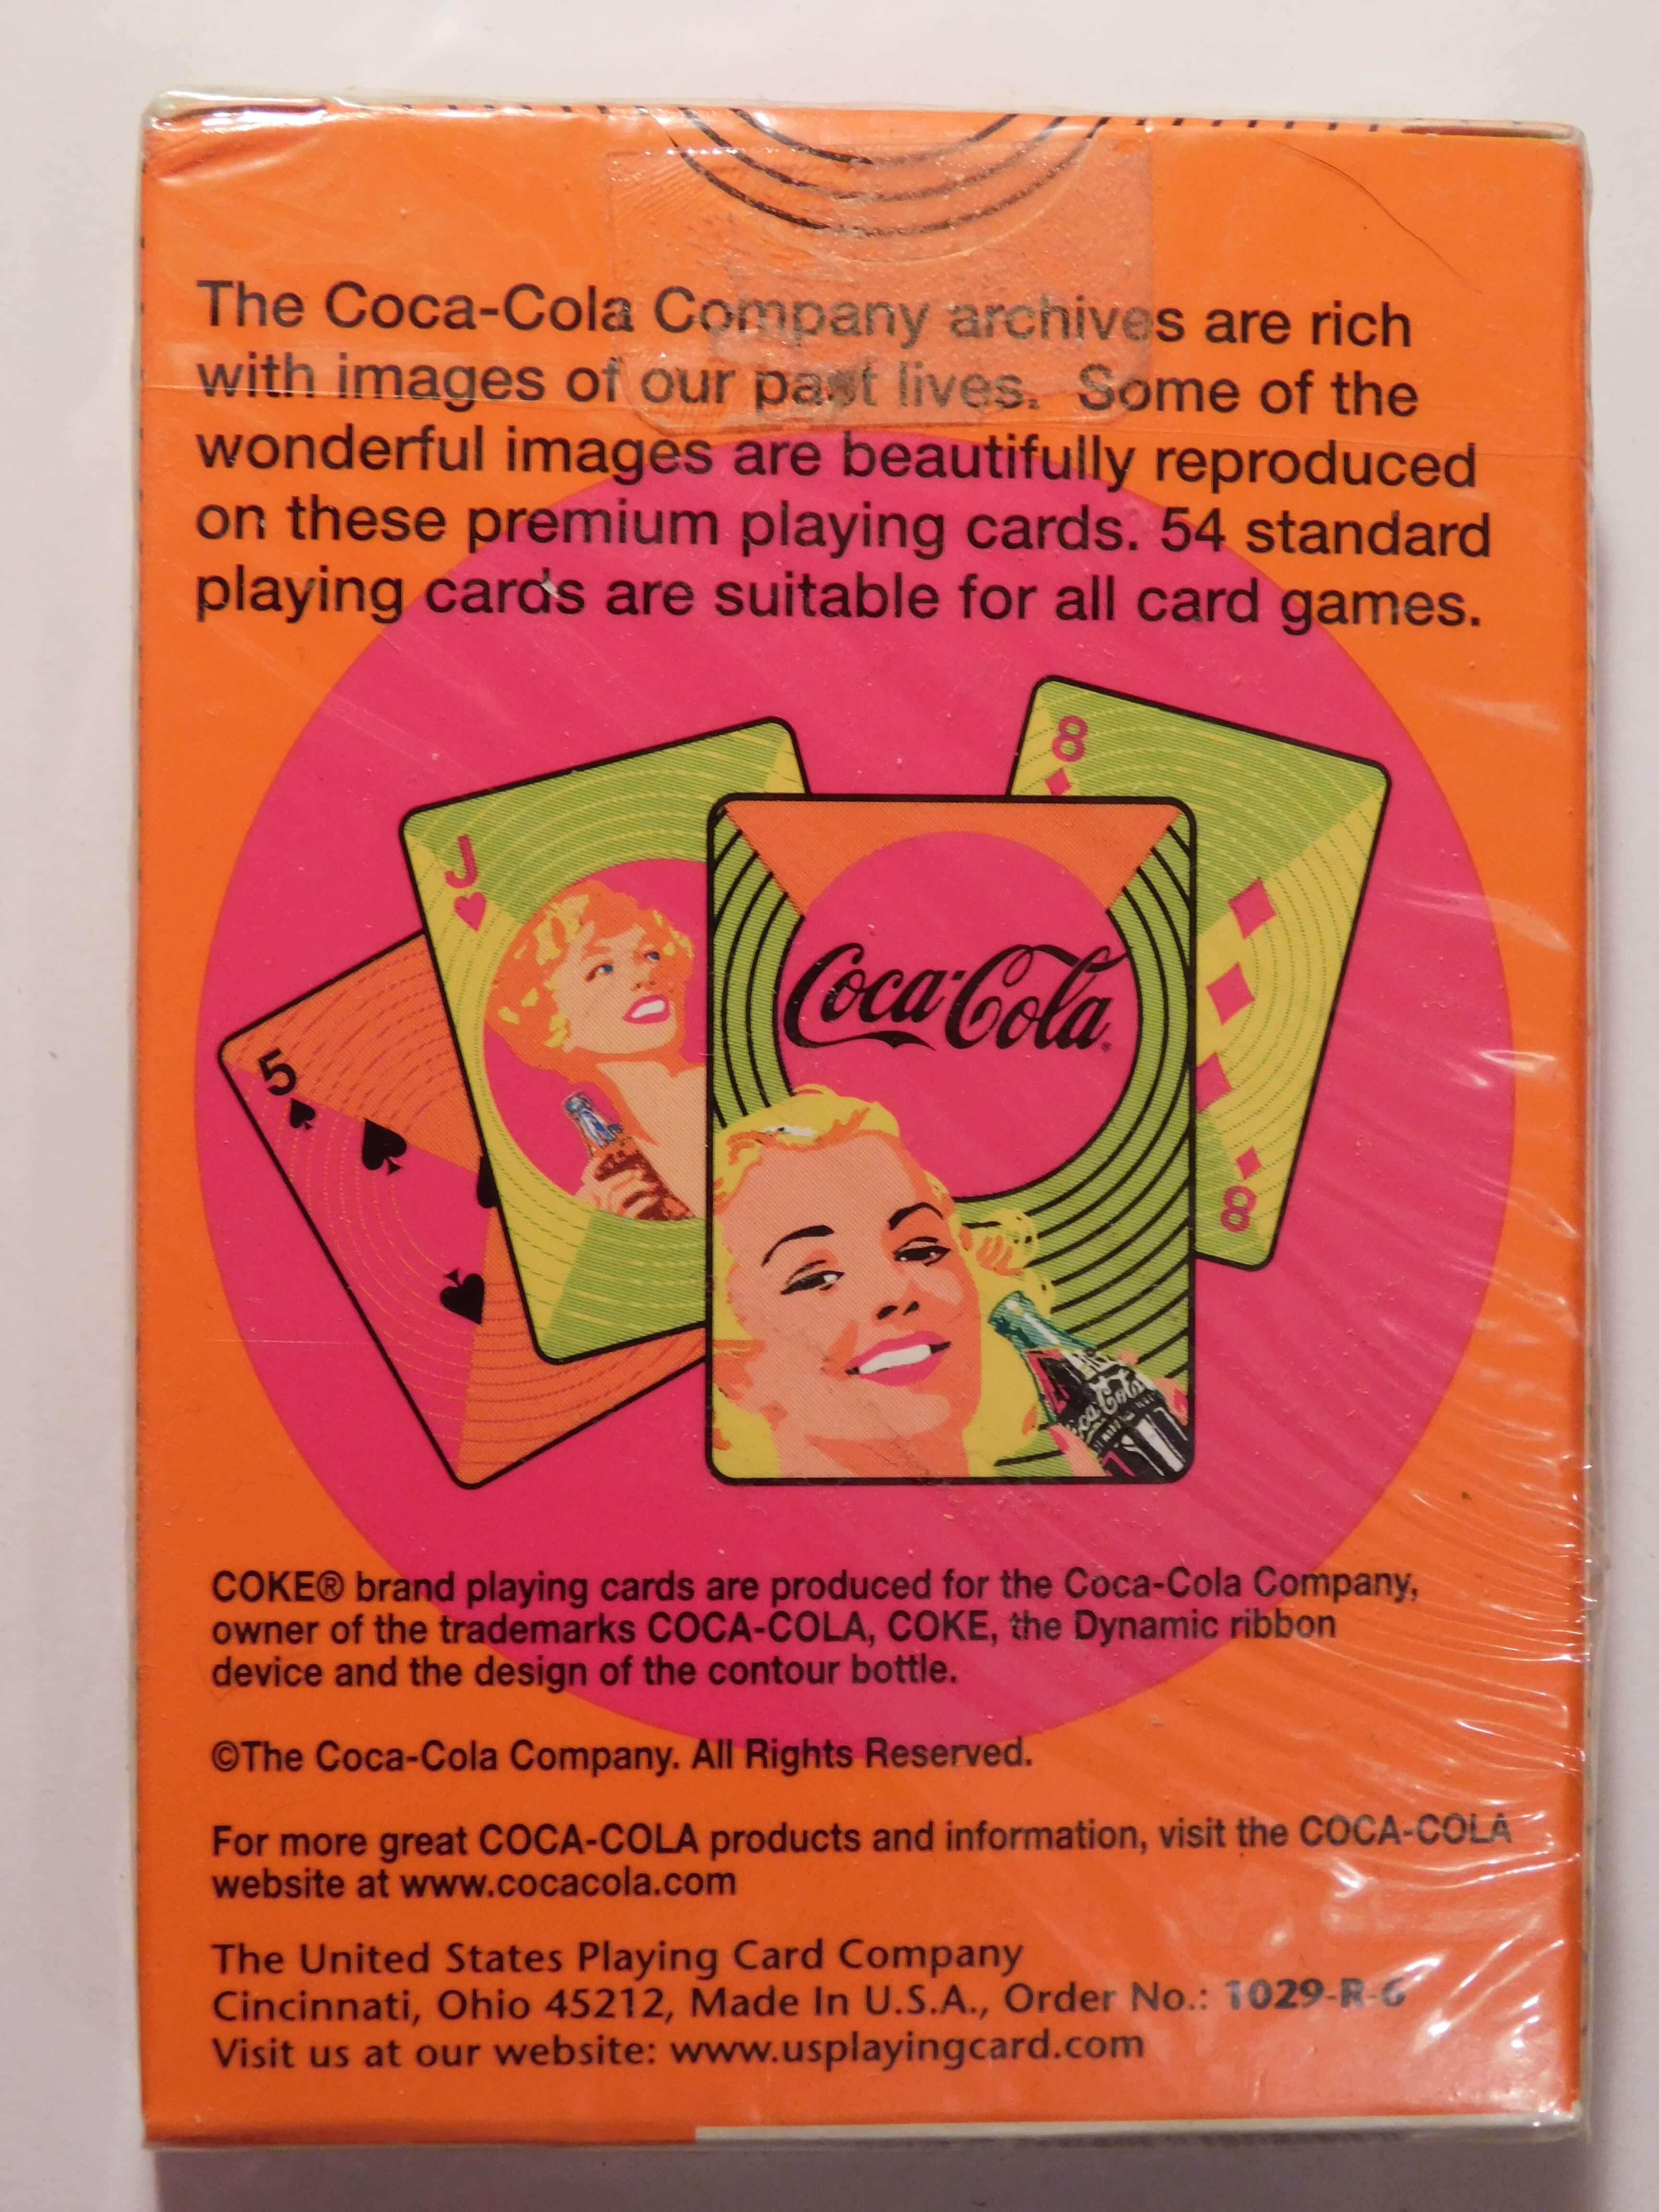 The Coca-Cola Company archives are rich
with images of our past lives. Some of the
wonderful images are beautifully reproduced
on these premium playing cards. 54 standard
playing cards are suitable for all card games.
8
J
Coca-Cola
5
8
Coca-Cola
COKE® brand playing cards are produced for the Coca-Cola Company,
owner of the trademarks COCA-COLA, COKE, the Dynamic ribbon
device and the design of the contour bottle.
©The Coca-Cola Company. All Rights Reserved.
For more great COCA-COLA products and information, visit the COCA-COLA
website at www.cocacola.com
The United States Playing Card Company
Cincinnati, Ohio 45212, Made In U.S.A., Order No.: 1029-R-6
Visit us at our website: www.usplayingcard.com